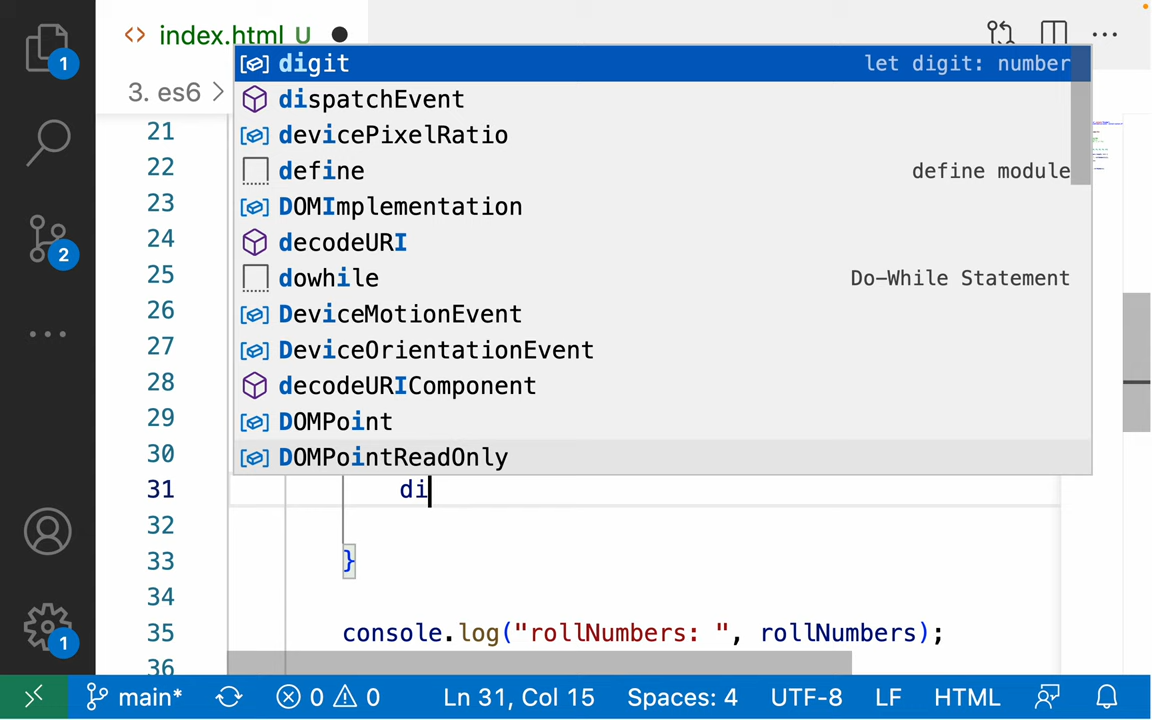 index.html U
3. es6 >
1
2
1
digit let digit: number
dispatchEvent
devicePixelRatio
define define module
DOMImplementation
decodeURI
dowhile Do-While Statement
DeviceMotionEvent
DeviceOrientationEvent
decodeURIComponent
DOMPoint
DOMPointReadOnly
21
22
23
24
25
26
27
28
29
30
31 di
32
33 }
34
35 console.log("rollNumbers: ", rollNumbers);
36
main* 0 0 Ln 31, Col 15 Spaces: 4 UTF-8 LF HTML